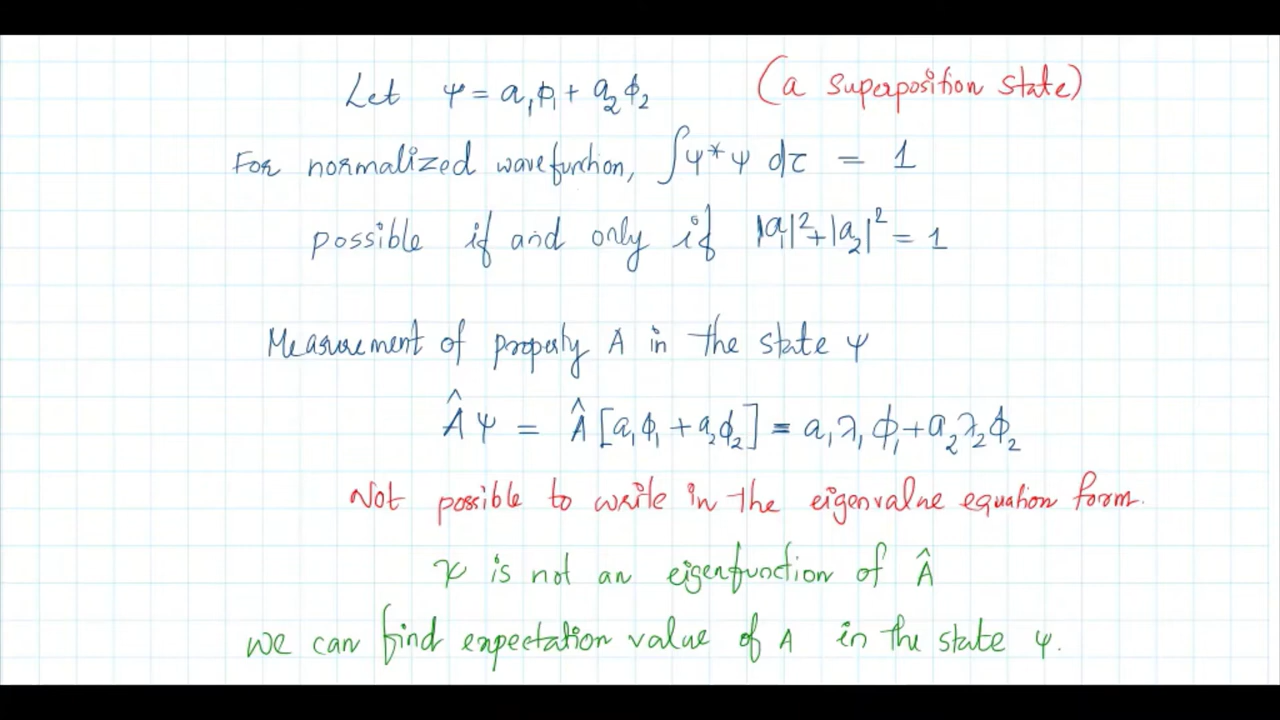 Let ψ = a₁ϕ₁ + a₂ϕ₂ (a superposition state)
For normalized wavefunction, ∫ψ*ψ dτ = 1
possible if and only if |a₁|²+|a₂|² = 1
Measurement of property A in the state ψ
Âψ = Â[a₁ϕ₁ + a₂ϕ₂] = a₁λ₁ϕ₁+a₂λ₂ϕ₂
Not possible to write in the eigenvalue equation form.
ψ is not an eigenfunction of Â
we can find expectation value of A in the state ψ.